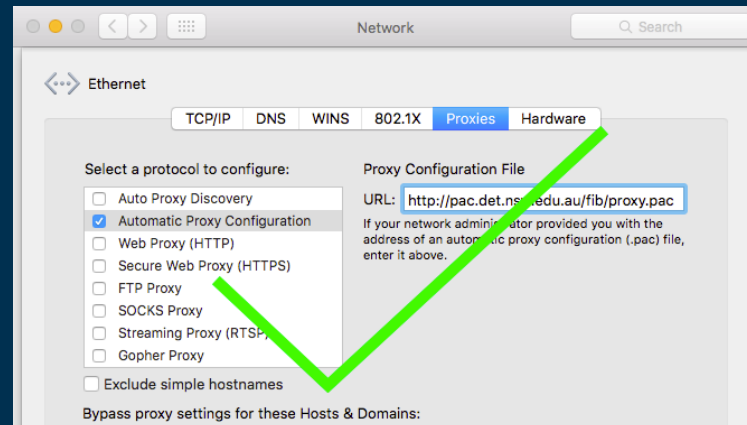 Network
Search
Ethernet
TCP/IP DNS WINS 802.1X Proxies Hardware
Select a protocol to configure:
Auto Proxy Discovery
Automatic Proxy Configuration
Web Proxy (HTTP)
Secure Web Proxy (HTTPS)
FTP Proxy
SOCKS Proxy
Streaming Proxy (RTSP)
Gopher Proxy
Exclude simple hostnames
Bypass proxy settings for these Hosts & Domains:
Proxy Configuration File
URL: http://pac.det.nsw.edu.au/fib/proxy.pac
If your network administrator provided you with the
address of an automatic proxy configuration (.pac) file,
enter it above.